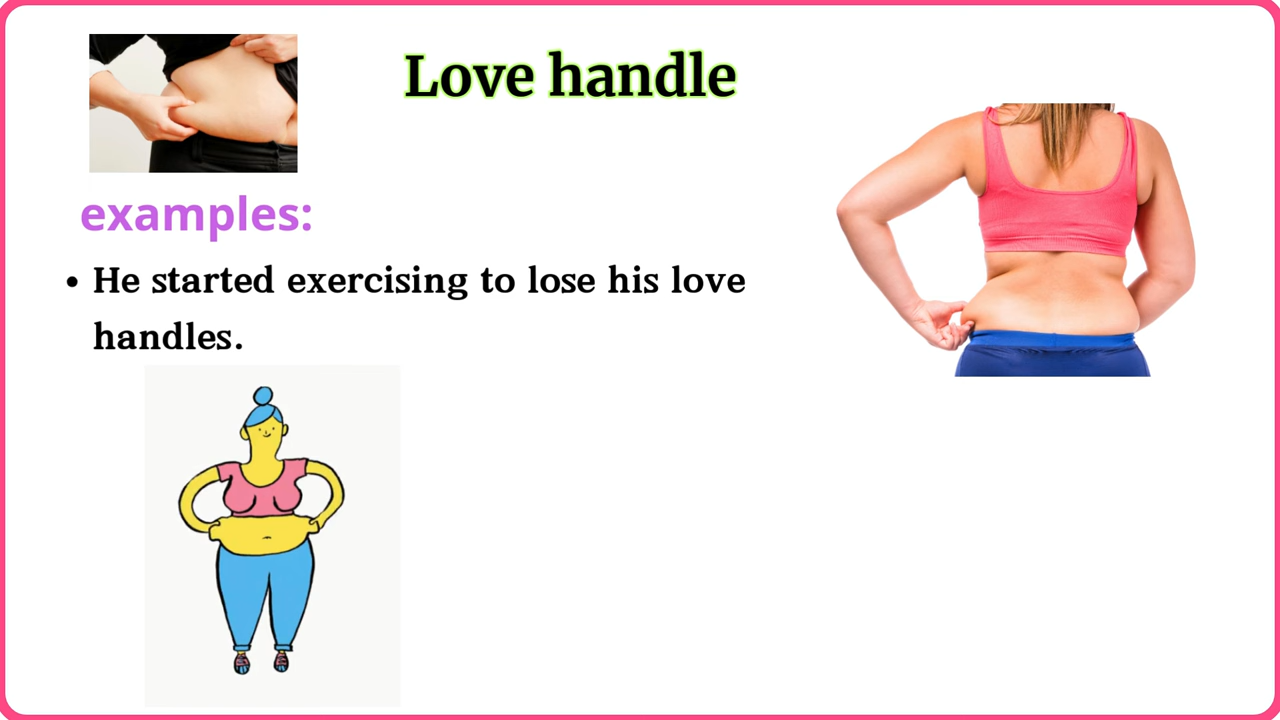 Love handle
examples:
• He started exercising to lose his love
handles.